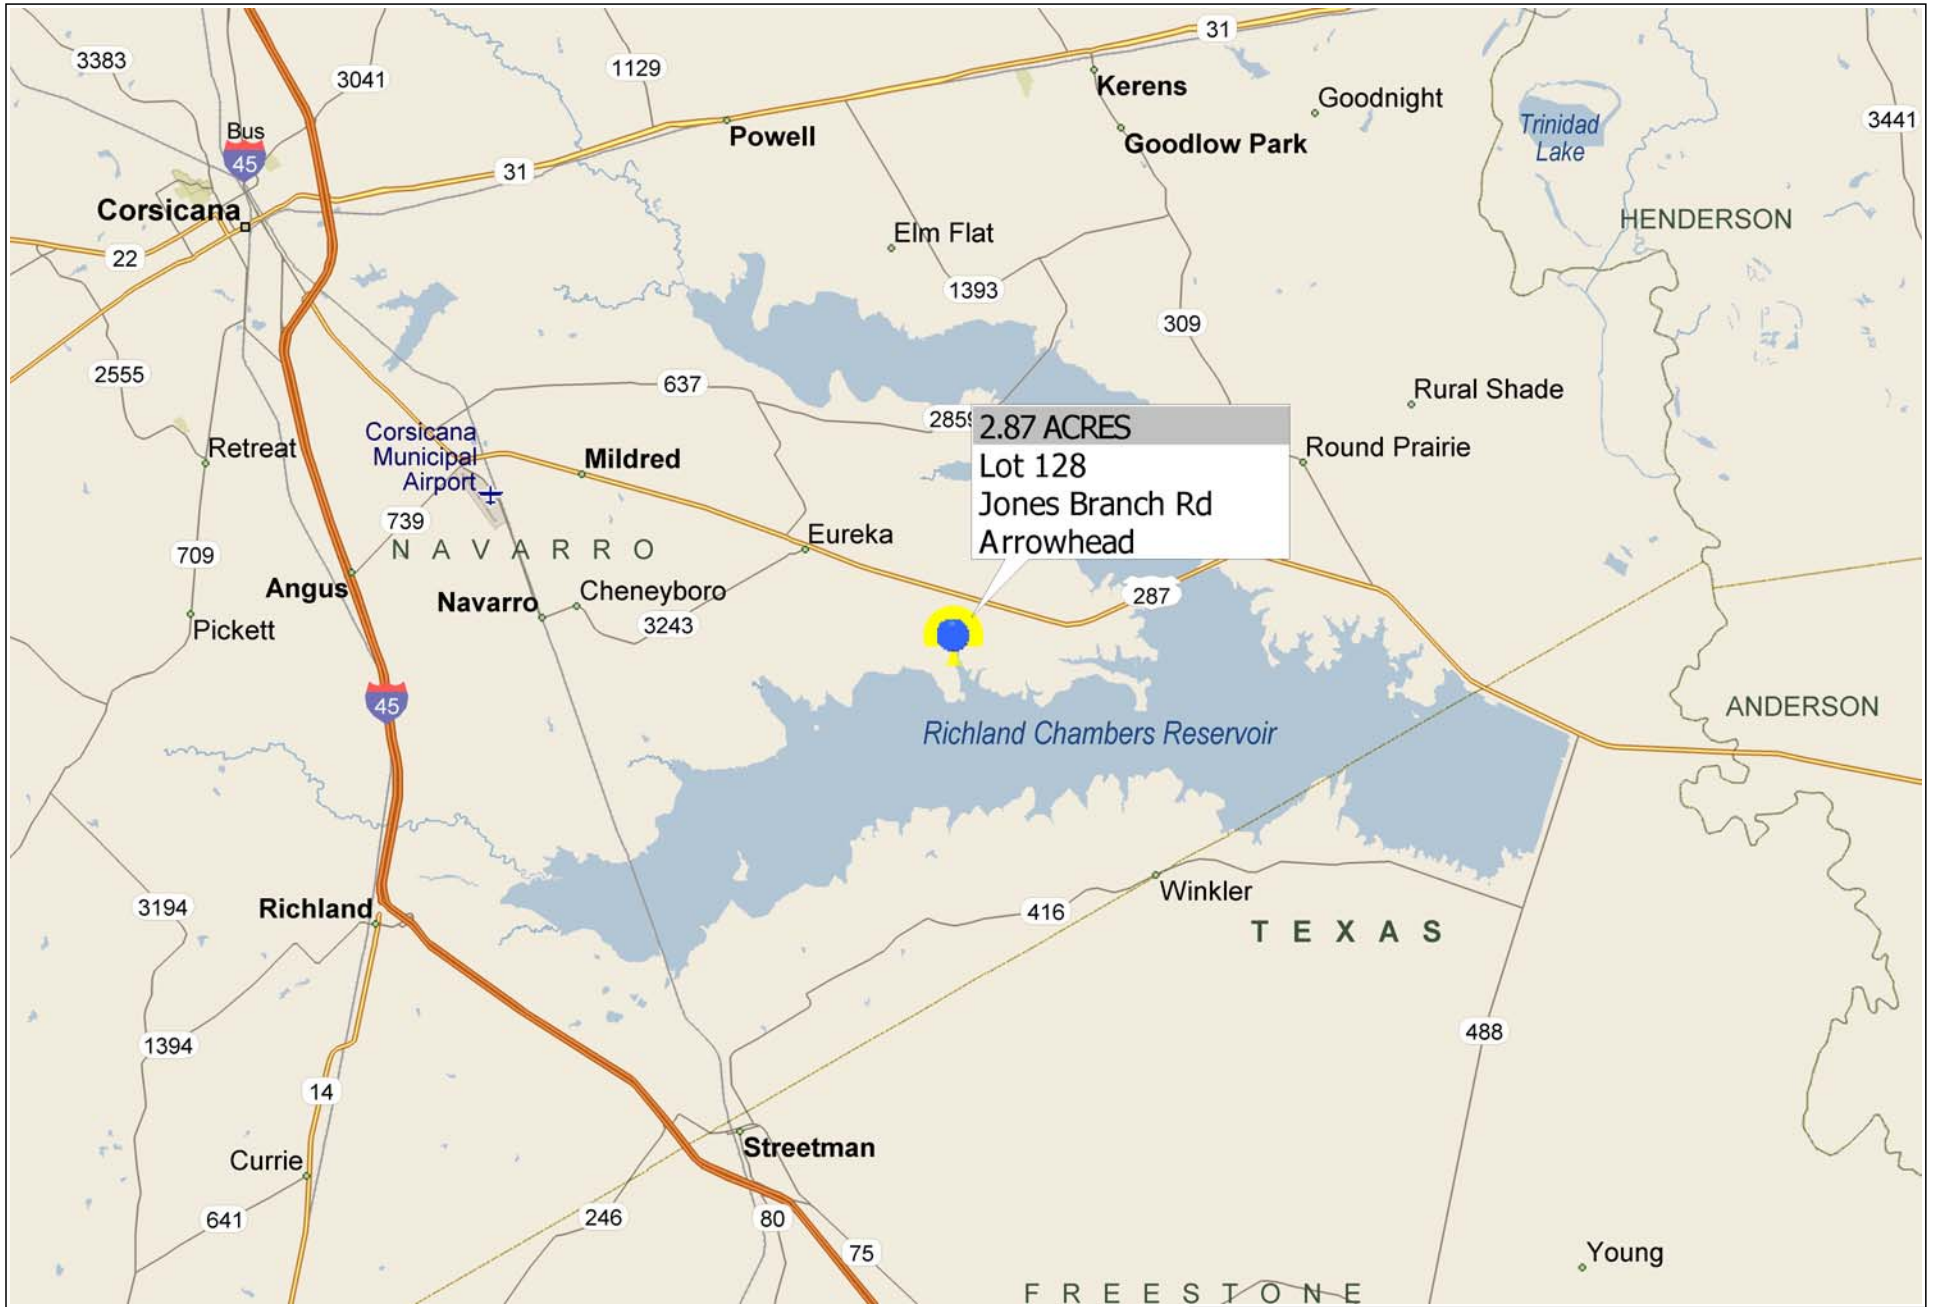 31
3383
1129
3041
Kerens
Goodnight
3441
Trinidad
Lake
Bus
45
Powell
Goodlow Park
31
Corsicana
HENDERSON
22
Elm Flat
1393
309
2555
637
Rural Shade
2859
2.87 ACRES
Lot 128
Jones Branch Rd
Arrowhead
Corsicana
Municipal
Airport
Retreat
Mildred
Round Prairie
739
Eureka
709
NAVARRO
Angus
Navarro
Cheneyboro
287
Pickett
3243
45
ANDERSON
Richland Chambers Reservoir
Winkler
3194
Richland
416
TEXAS
488
1394
14
Streetman
Currie
641
246
80
75
Young
FREESTONE